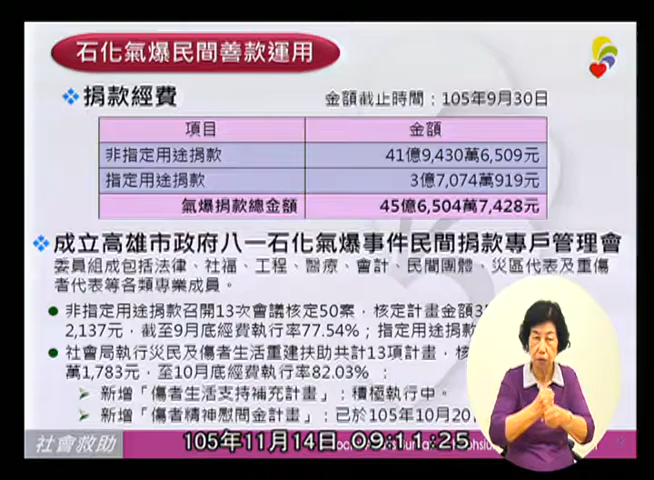 石化氣爆民間善款運用
捐款經費
金額截止時間：105年9月30日
項目 金額
非指定用途捐款 41億9,430萬6,509元
指定用途捐款 3億7,074萬919元
氣爆捐款總金額 45億6,504萬7,428元
成立高雄市政府八一石化氣爆事件民間捐款專戶管理會
委員組成包括法律、社福、工程、醫療、會計、民間團體、災區代表及重傷
者代表等各類專業成員。
非指定用途捐款召開13次會議核定50案，核定計畫金額3
2,137元，截至9月底經費執行率77.54%；指定用途捐款
社會局執行災民及傷者生活重建扶助共計13項計畫，核
萬1,783元，至10月底經費執行率82.03% ：
新增「傷者生活支持補充計畫」：積極執行中。
新增「傷者精神慰問金計畫」：已於105年10月20
社會救助
105年11月14日 09:11:25